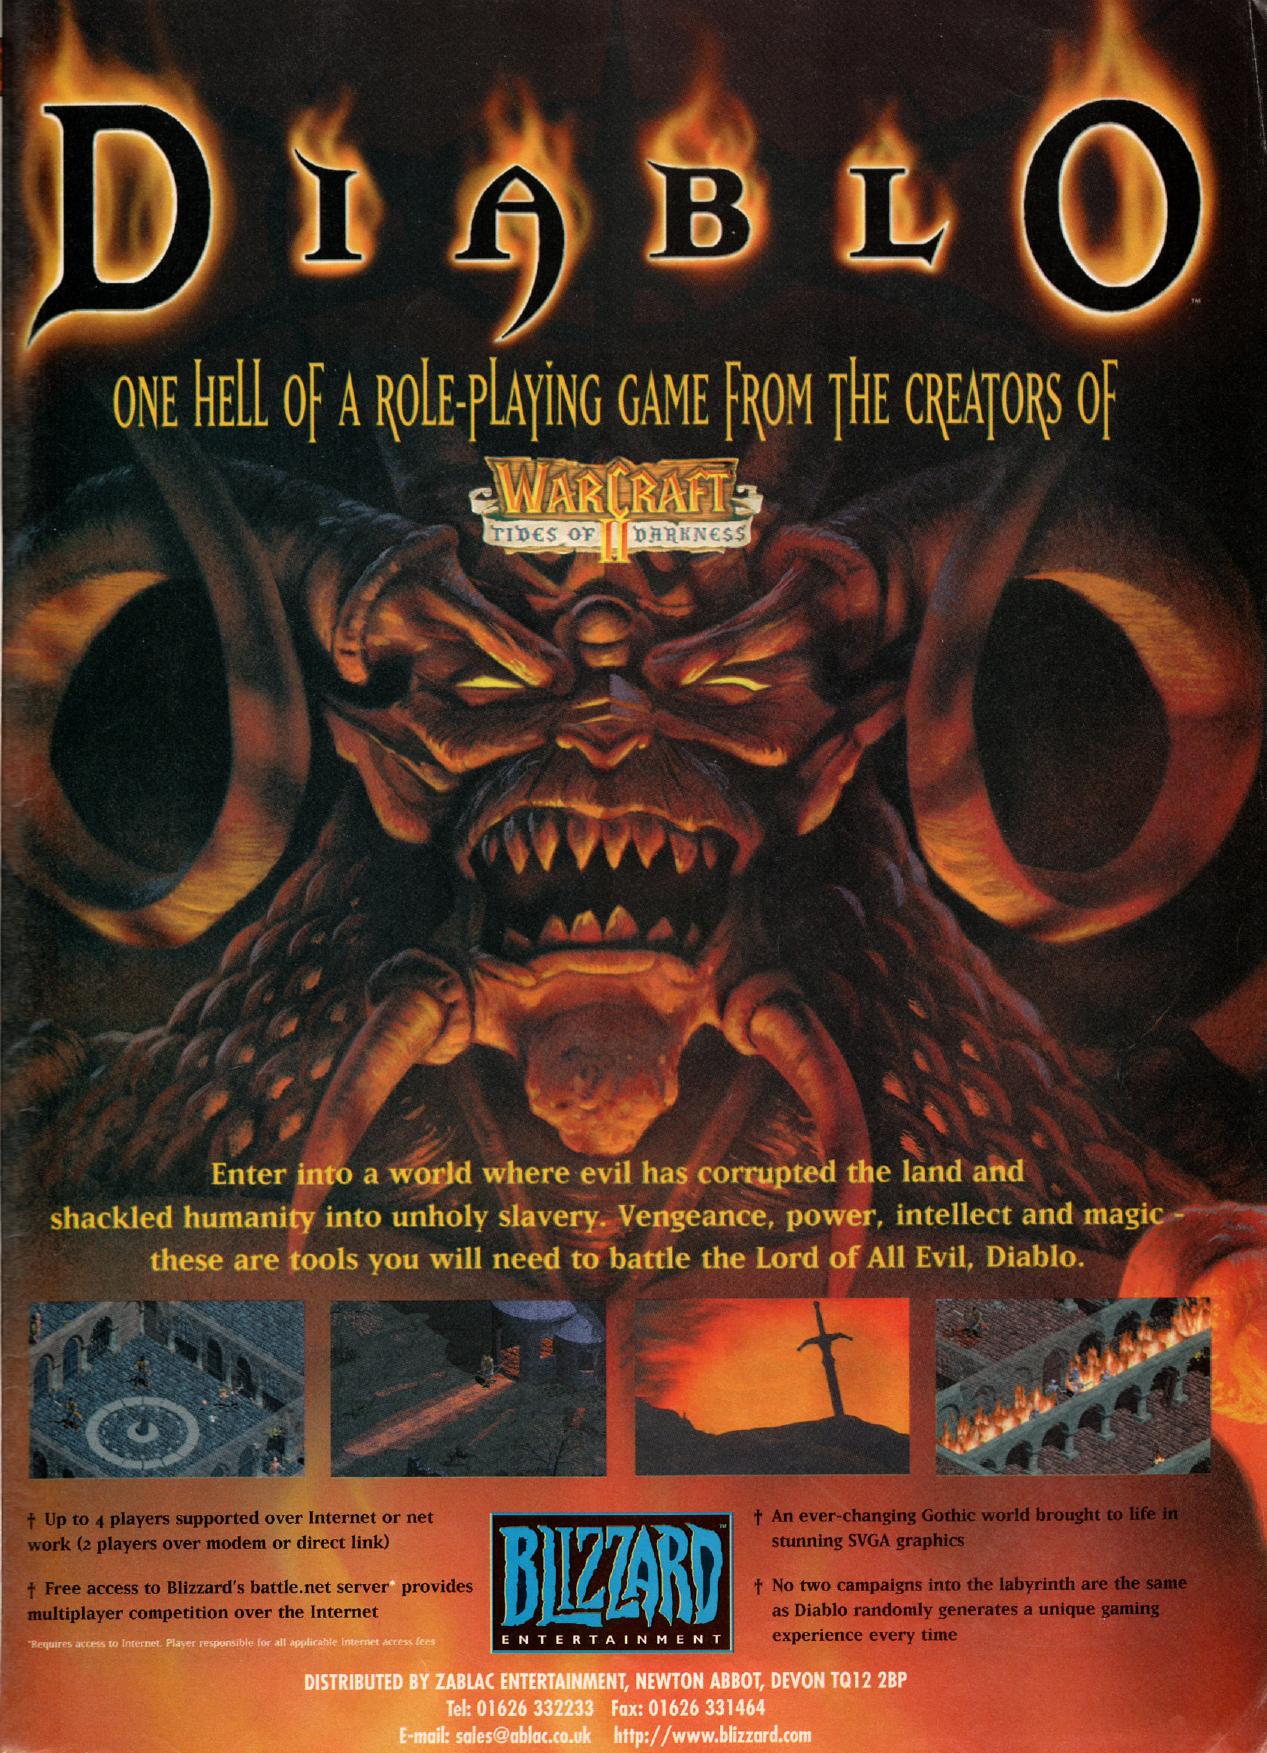 DIABLO
™
ONE HELL OF A ROLE-PLAYING GAME FROM THE CREATORS OF
WARCRAFT
TIDES OF II DARKNESS
Enter into a world where evil has corrupted the land and
shackled humanity into unholy slavery. Vengeance, power, intellect and magic -
these are tools you will need to battle the Lord of All Evil, Diablo.
† Up to 4 players supported over Internet or net
work (2 players over modem or direct link)
† Free access to Blizzard's battle.net server* provides
multiplayer competition over the Internet
*Requires access to Internet. Player responsible for all applicable Internet access fees
BLIZZARD™
ENTERTAINMENT
† An ever-changing Gothic world brought to life in
stunning SVGA graphics
† No two campaigns into the labyrinth are the same
as Diablo randomly generates a unique gaming
experience every time
DISTRIBUTED BY ZABLAC ENTERTAINMENT, NEWTON ABBOT, DEVON TQ12 2BP
Tel: 01626 332233 Fax: 01626 331464
E-mail: sales@ablac.co.uk http://www.blizzard.com